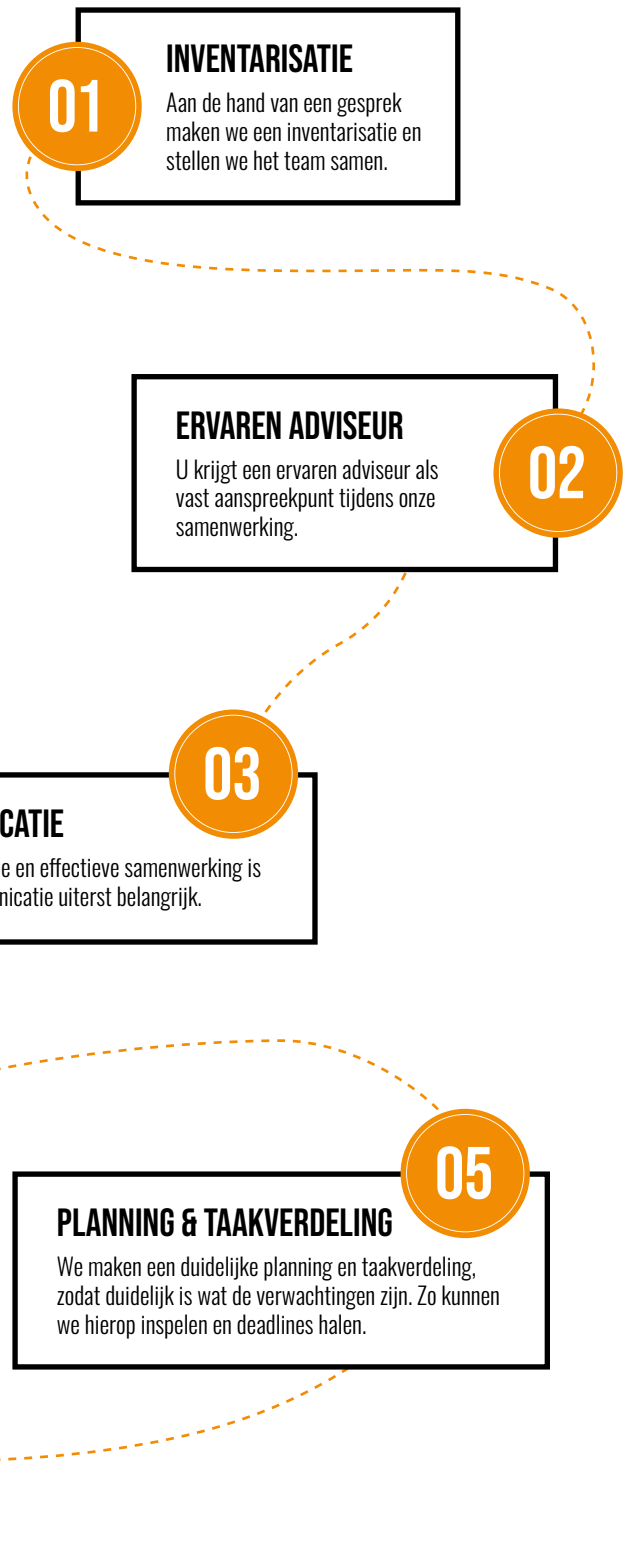 01
INVENTARISATIE
Aan de hand van een gesprek
maken we een inventarisatie en
stellen we het team samen.
02
ERVAREN ADVISEUR
U krijgt een ervaren adviseur als
vast aanspreekpunt tijdens onze
samenwerking.
03
CATIE
e en effectieve samenwerking is
nicatie uiterst belangrijk.
05
PLANNING & TAAKVERDELING
We maken een duidelijke planning en taakverdeling,
zodat duidelijk is wat de verwachtingen zijn. Zo kunnen
we hierop inspelen en deadlines halen.